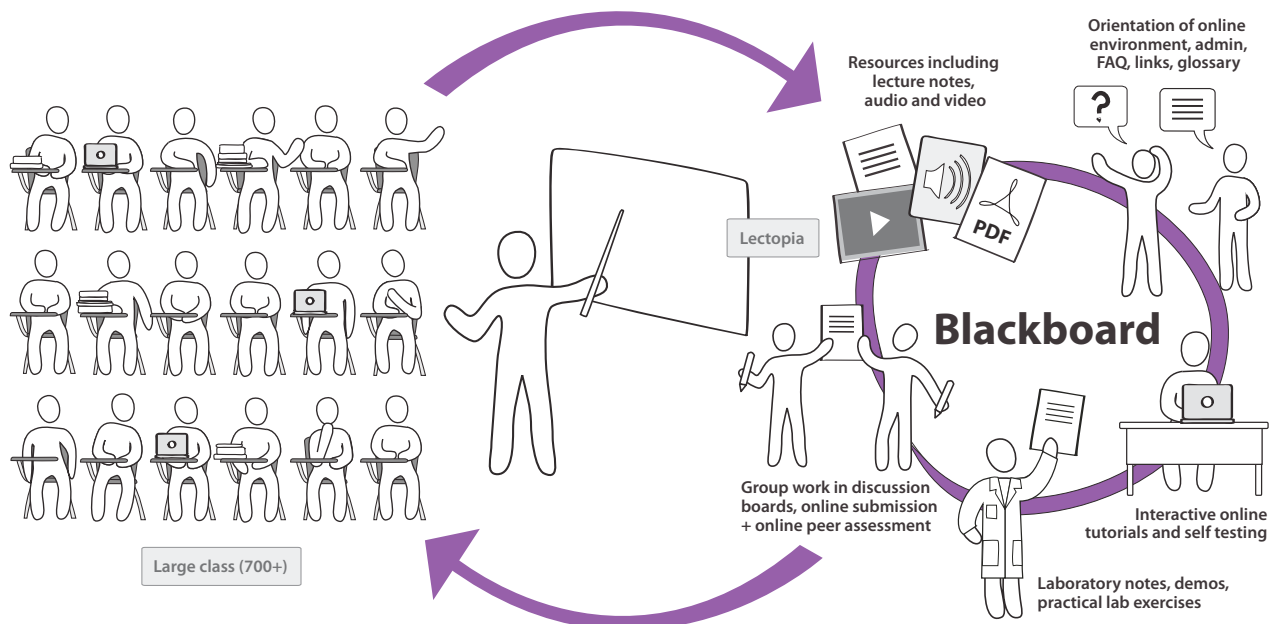 Orientation of online
environment, admin,
FAQ, links, glossary
Resources including
lecture notes,
audio and video
?
PDF
Lectopia
Blackboard
Group work in discussion
boards, online submission
+ online peer assessment
Interactive online
tutorials and self testing
Large class (700+)
Laboratory notes, demos,
practical lab exercises